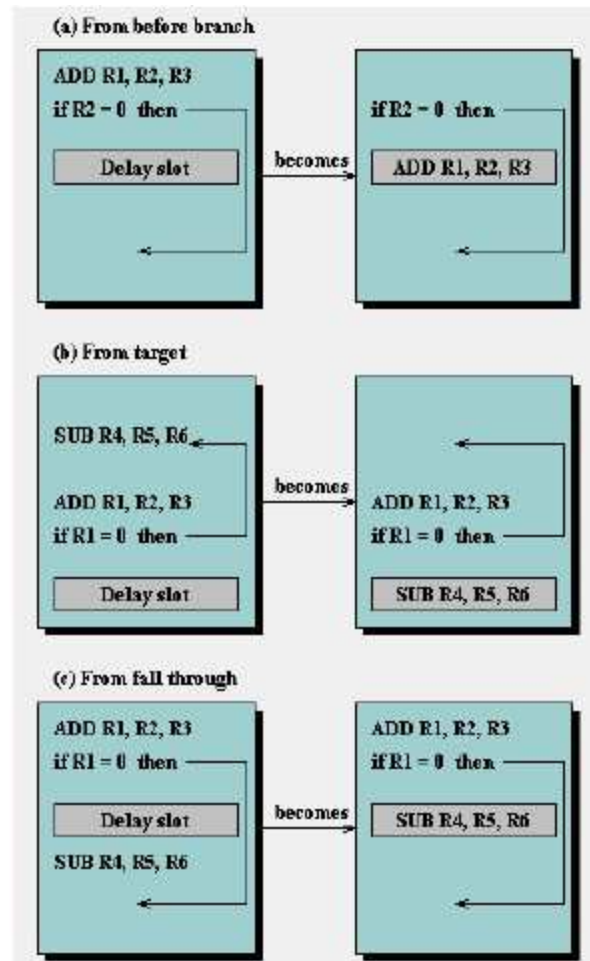 (a) From before branch
ADD R1, R2, R3
if R2 = 0 then
Delay slot
becomes
if R2 = 0 then
ADD R1, R2, R3
(b) From target
SUB R4, R5, R6
ADD R1, R2, R3
if R1 = 0 then
Delay slot
becomes
ADD R1, R2, R3
if R1 = 0 then
SUB R4, R5, R6
(c) From fall through
ADD R1, R2, R3
if R1 = 0 then
Delay slot
SUB R4, R5, R6
becomes
ADD R1, R2, R3
if R1 = 0 then
SUB R4, R5, R6